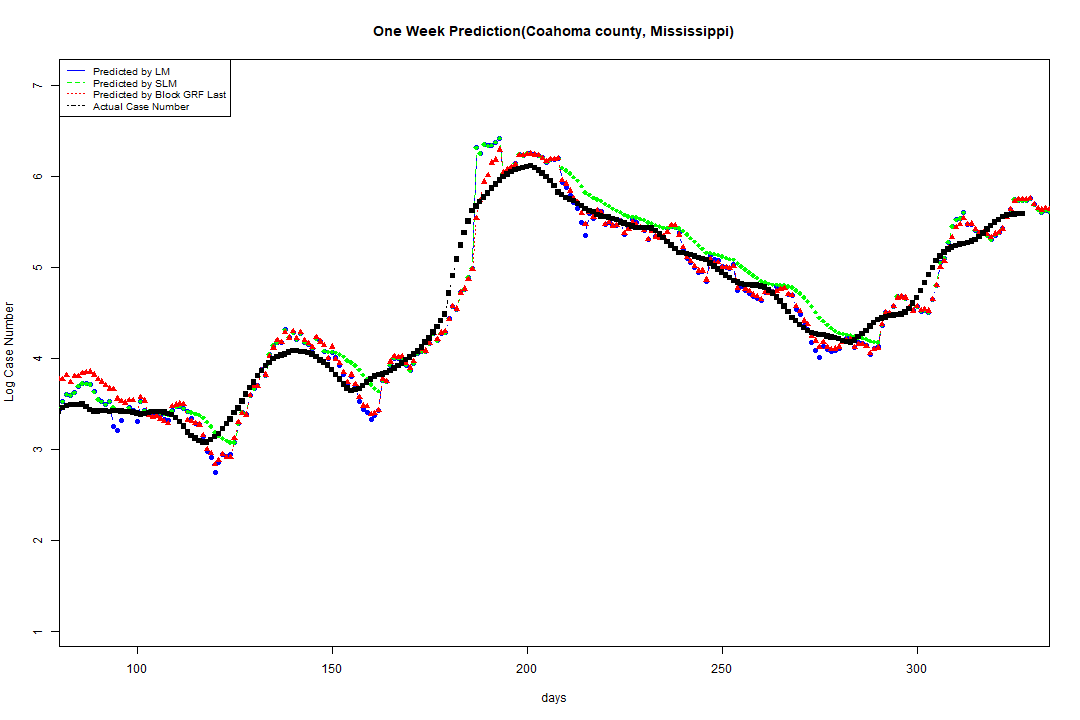 One Week Prediction(Coahoma county, Mississippi)
Predicted by LM
Predicted by SLM
Predicted by Block GRF Last
Actual Case Number
7
6
5
4
3
2
1
Log Case Number
100 150 200 250 300
days